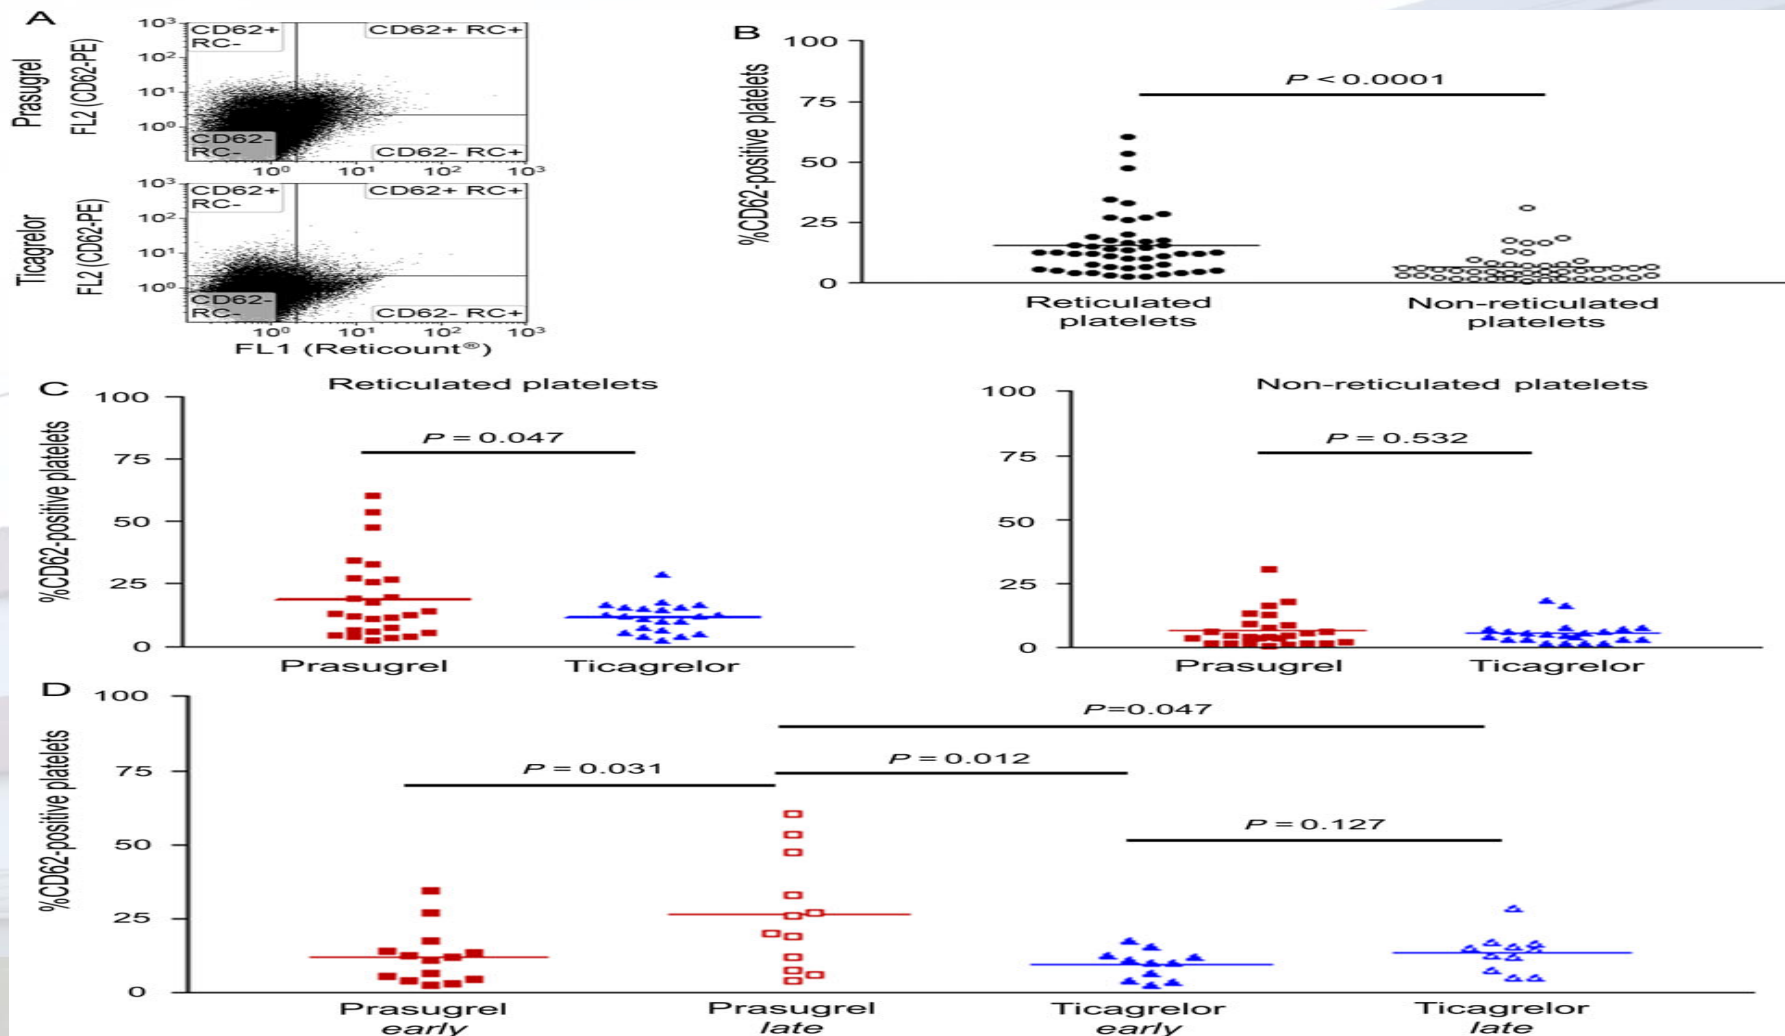 A
Prasugrel
FL2 (CD62-PE)
10³
10²
10¹
10⁰
CD62+
RC-
CD62+ RC+
CD62-
RC-
CD62- RC+
10⁰
10¹
10²
10³
Ticagrelor
FL2 (CD62-PE)
10³
10²
10¹
10⁰
CD62+
RC-
CD62+ RC+
CD62-
RC-
CD62- RC+
10⁰
10¹
10²
10³
FL1 (Reticount®)
B
%CD62-positive platelets
100
75
50
25
0
P < 0.0001
Reticulated
platelets
Non-reticulated
platelets
C
Reticulated platelets
%CD62-positive platelets
100
75
50
25
0
P = 0.047
Prasugrel
Ticagrelor
Non-reticulated platelets
100
75
50
25
0
P = 0.532
Prasugrel
Ticagrelor
D
%CD62-positive platelets
100
75
50
25
0
P=0.047
P = 0.031
P = 0.012
P = 0.127
Prasugrel
early
Prasugrel
late
Ticagrelor
early
Ticagrelor
late